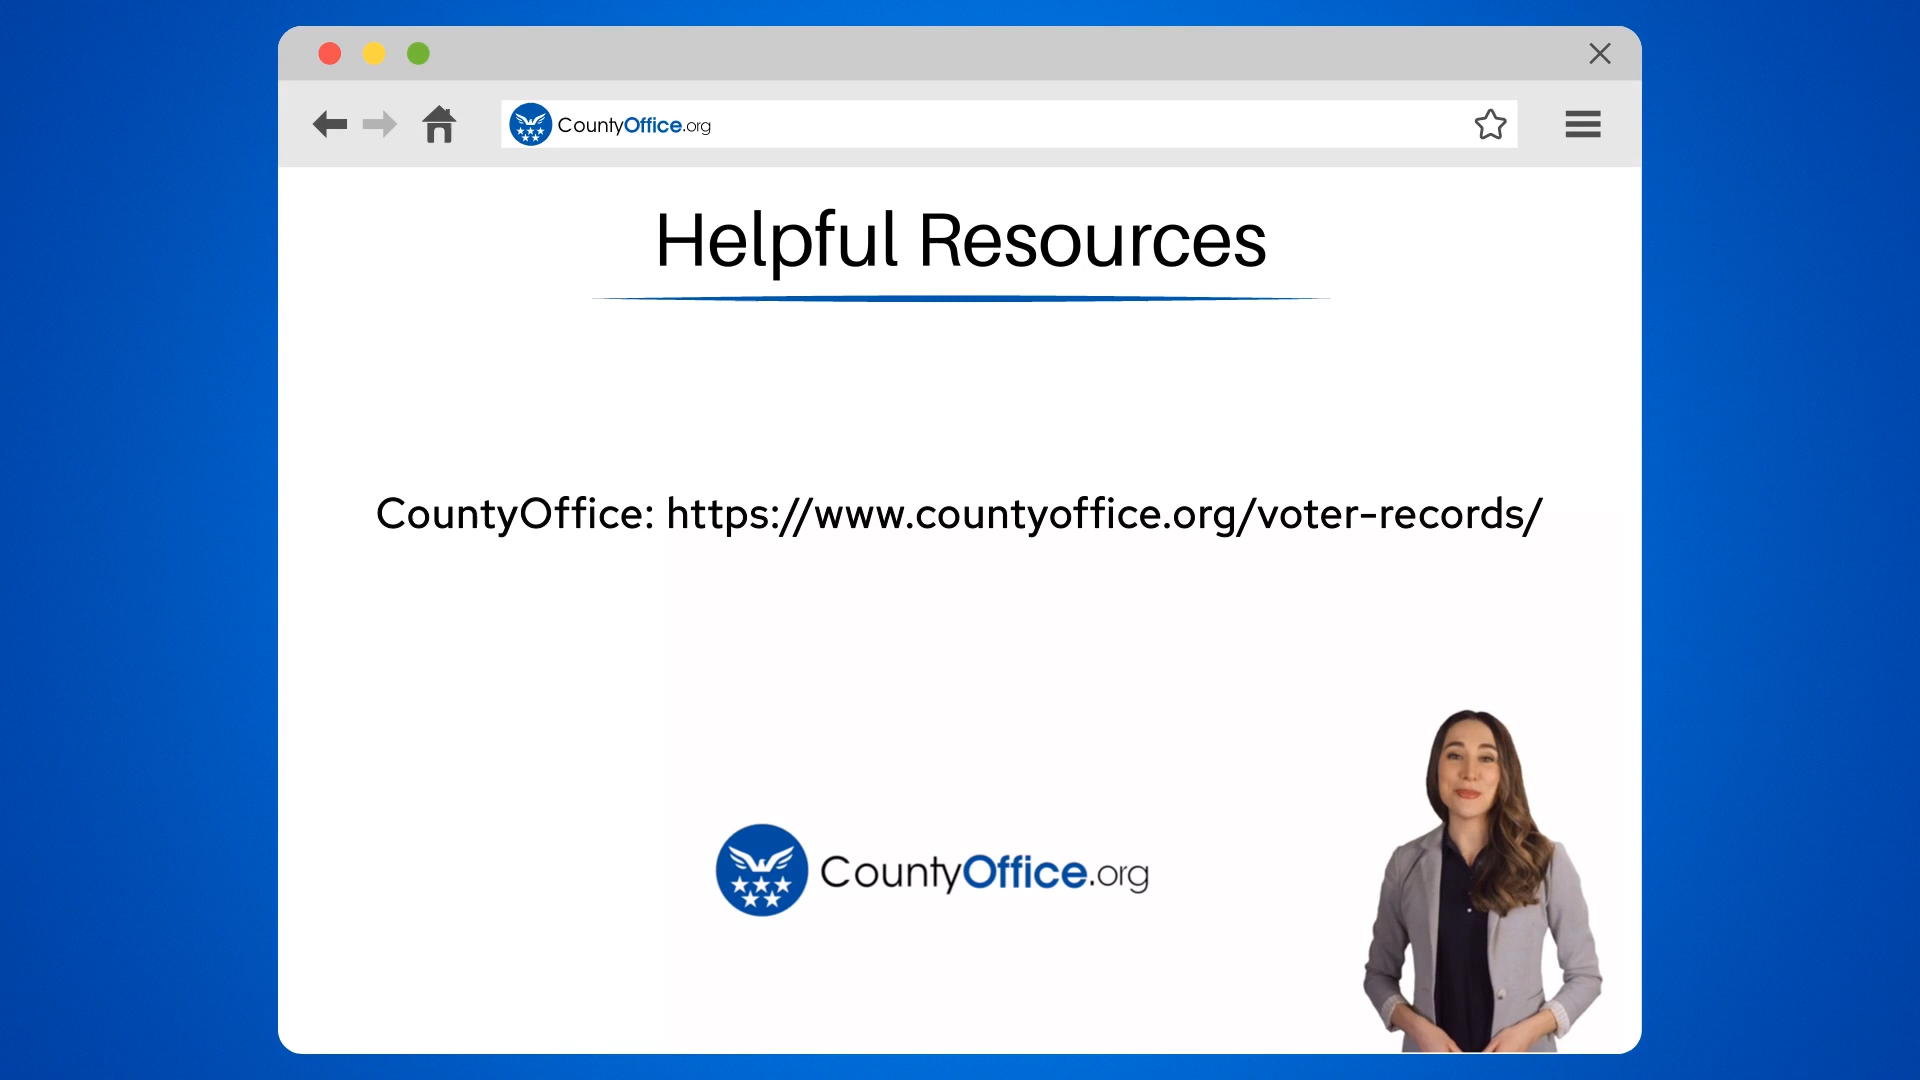 CountyOffice.org
Helpful Resources
CountyOffice: https://www.countyoffice.org/voter-records/
CountyOffice.org